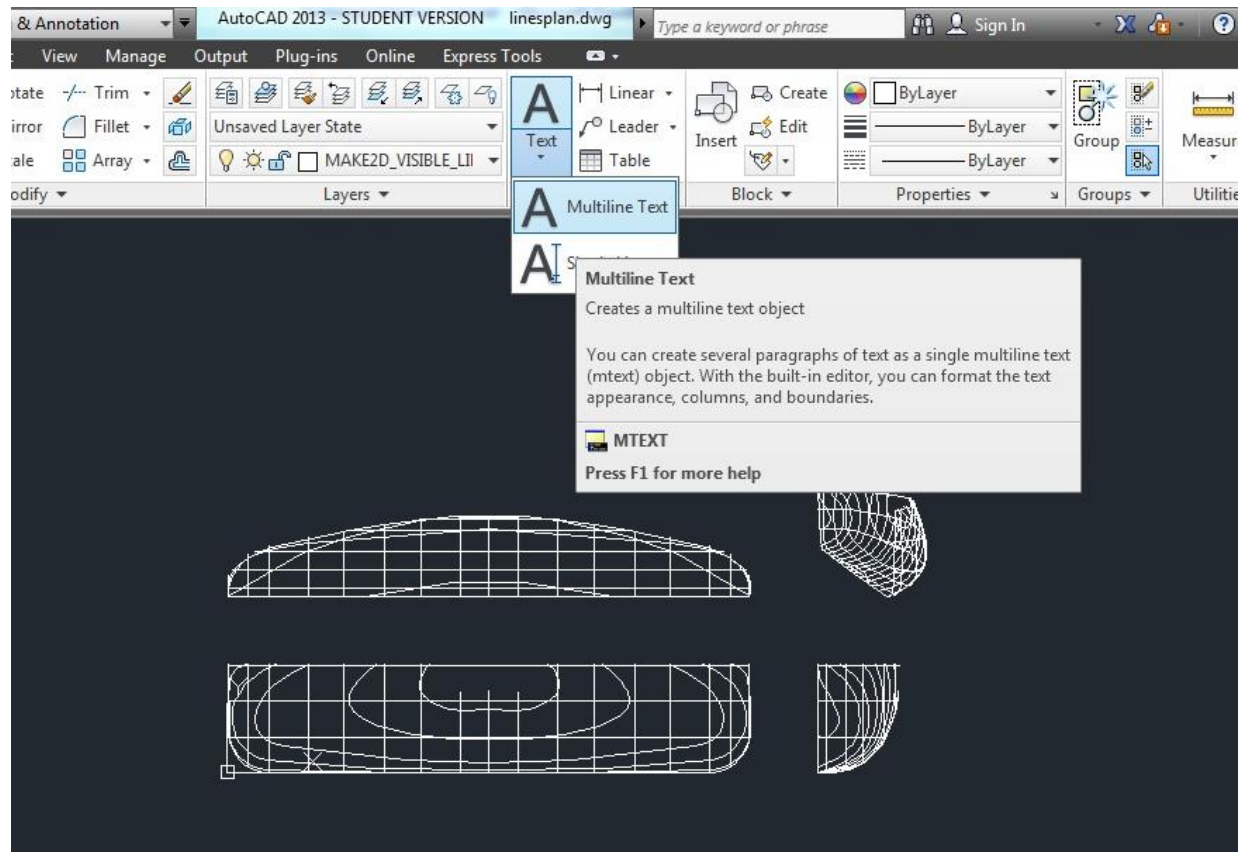 & Annotation
AutoCAD 2013 - STUDENT VERSION linesplan.dwg
Type a keyword or phrase
Sign In
View Manage Output Plug-ins Online Express Tools
Trim Linear Create ByLayer
Fillet Unsaved Layer State Text Leader Insert Edit ByLayer Group
Array MAKE2D_VISIBLE_LI Table ByLayer
Layers Block Properties Groups
Multiline Text
Multiline Text
Creates a multiline text object
You can create several paragraphs of text as a single multiline text
(mtext) object. With the built-in editor, you can format the text
appearance, columns, and boundaries.
MTEXT
Press F1 for more help